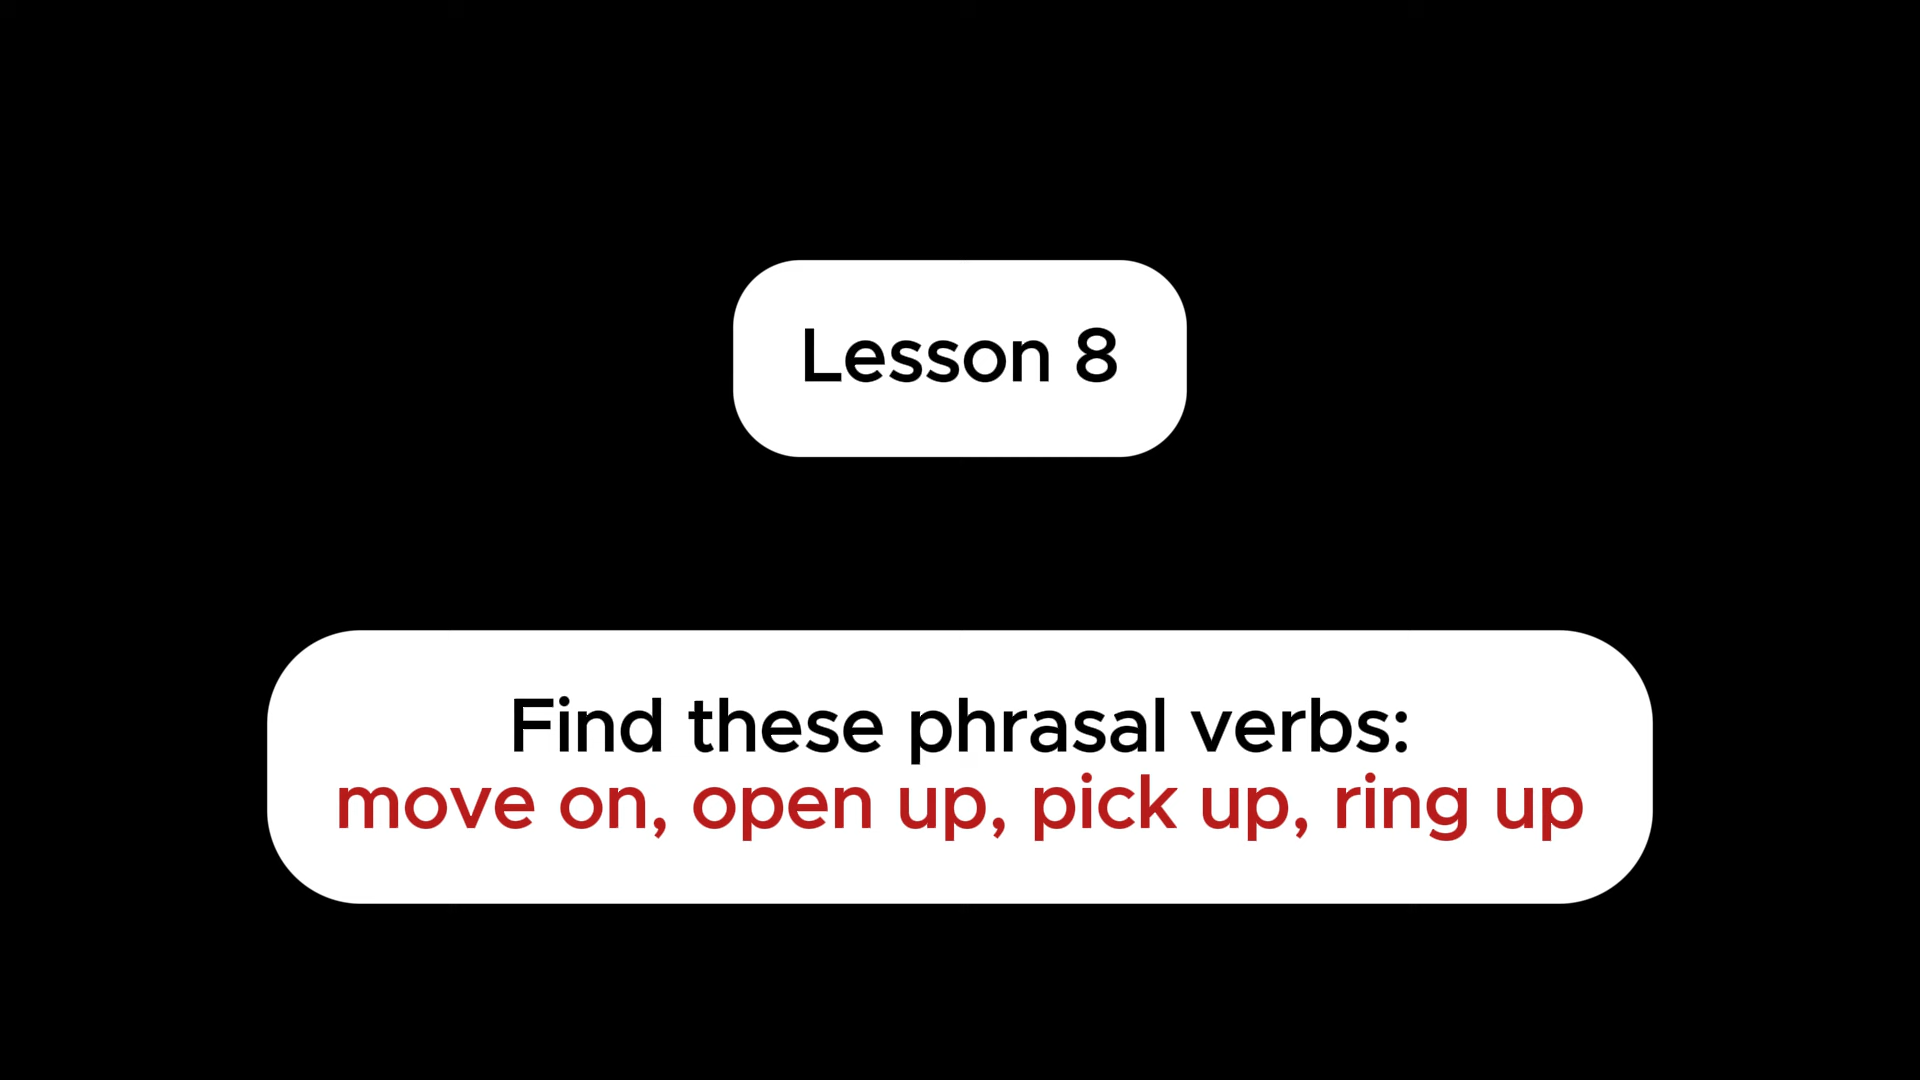 Lesson 8
Find these phrasal verbs:
move on, open up, pick up, ring up